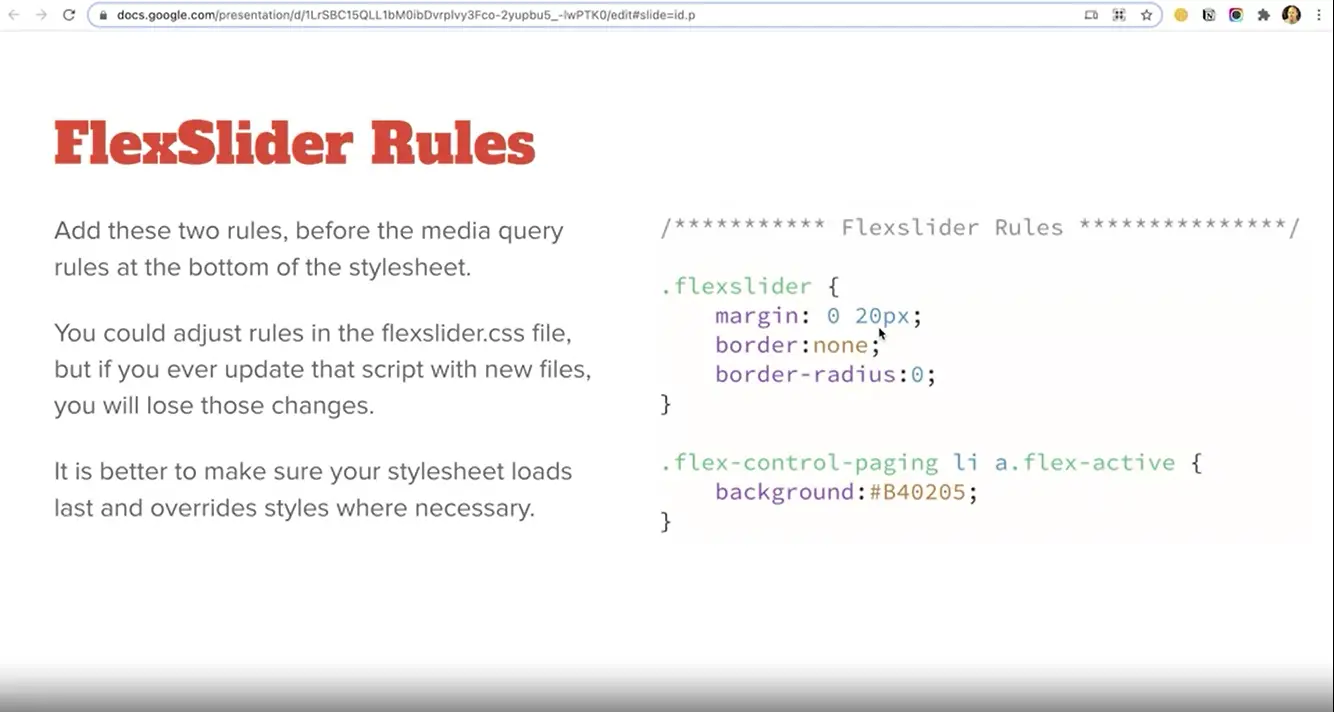 docs.google.com/presentation/d/1LrSBC15QLL1bM0ibDvrplvy3Fco-2yupbu5_-lwPTK0/edit#slide=id.p
FlexSlider Rules
Add these two rules, before the media query
rules at the bottom of the stylesheet.
You could adjust rules in the flexslider.css file,
but if you ever update that script with new files,
you will lose those changes.
It is better to make sure your stylesheet loads
last and overrides styles where necessary.
/*********** Flexslider Rules ***************/
.flexslider {
margin: 0 20px;
border:none;
border-radius:0;
}
.flex-control-paging li a.flex-active {
background:#B40205;
}